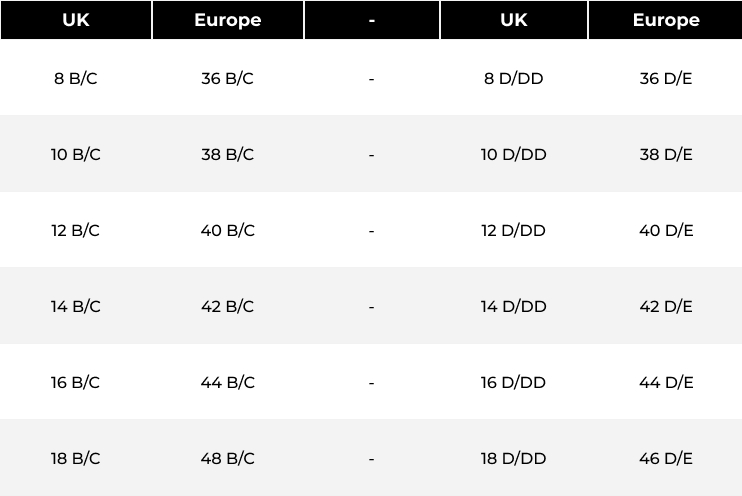 UK Europe - UK Europe
8 B/C 36 B/C - 8 D/DD 36 D/E
10 B/C 38 B/C - 10 D/DD 38 D/E
12 B/C 40 B/C - 12 D/DD 40 D/E
14 B/C 42 B/C - 14 D/DD 42 D/E
16 B/C 44 B/C - 16 D/DD 44 D/E
18 B/C 48 B/C - 18 D/DD 46 D/E